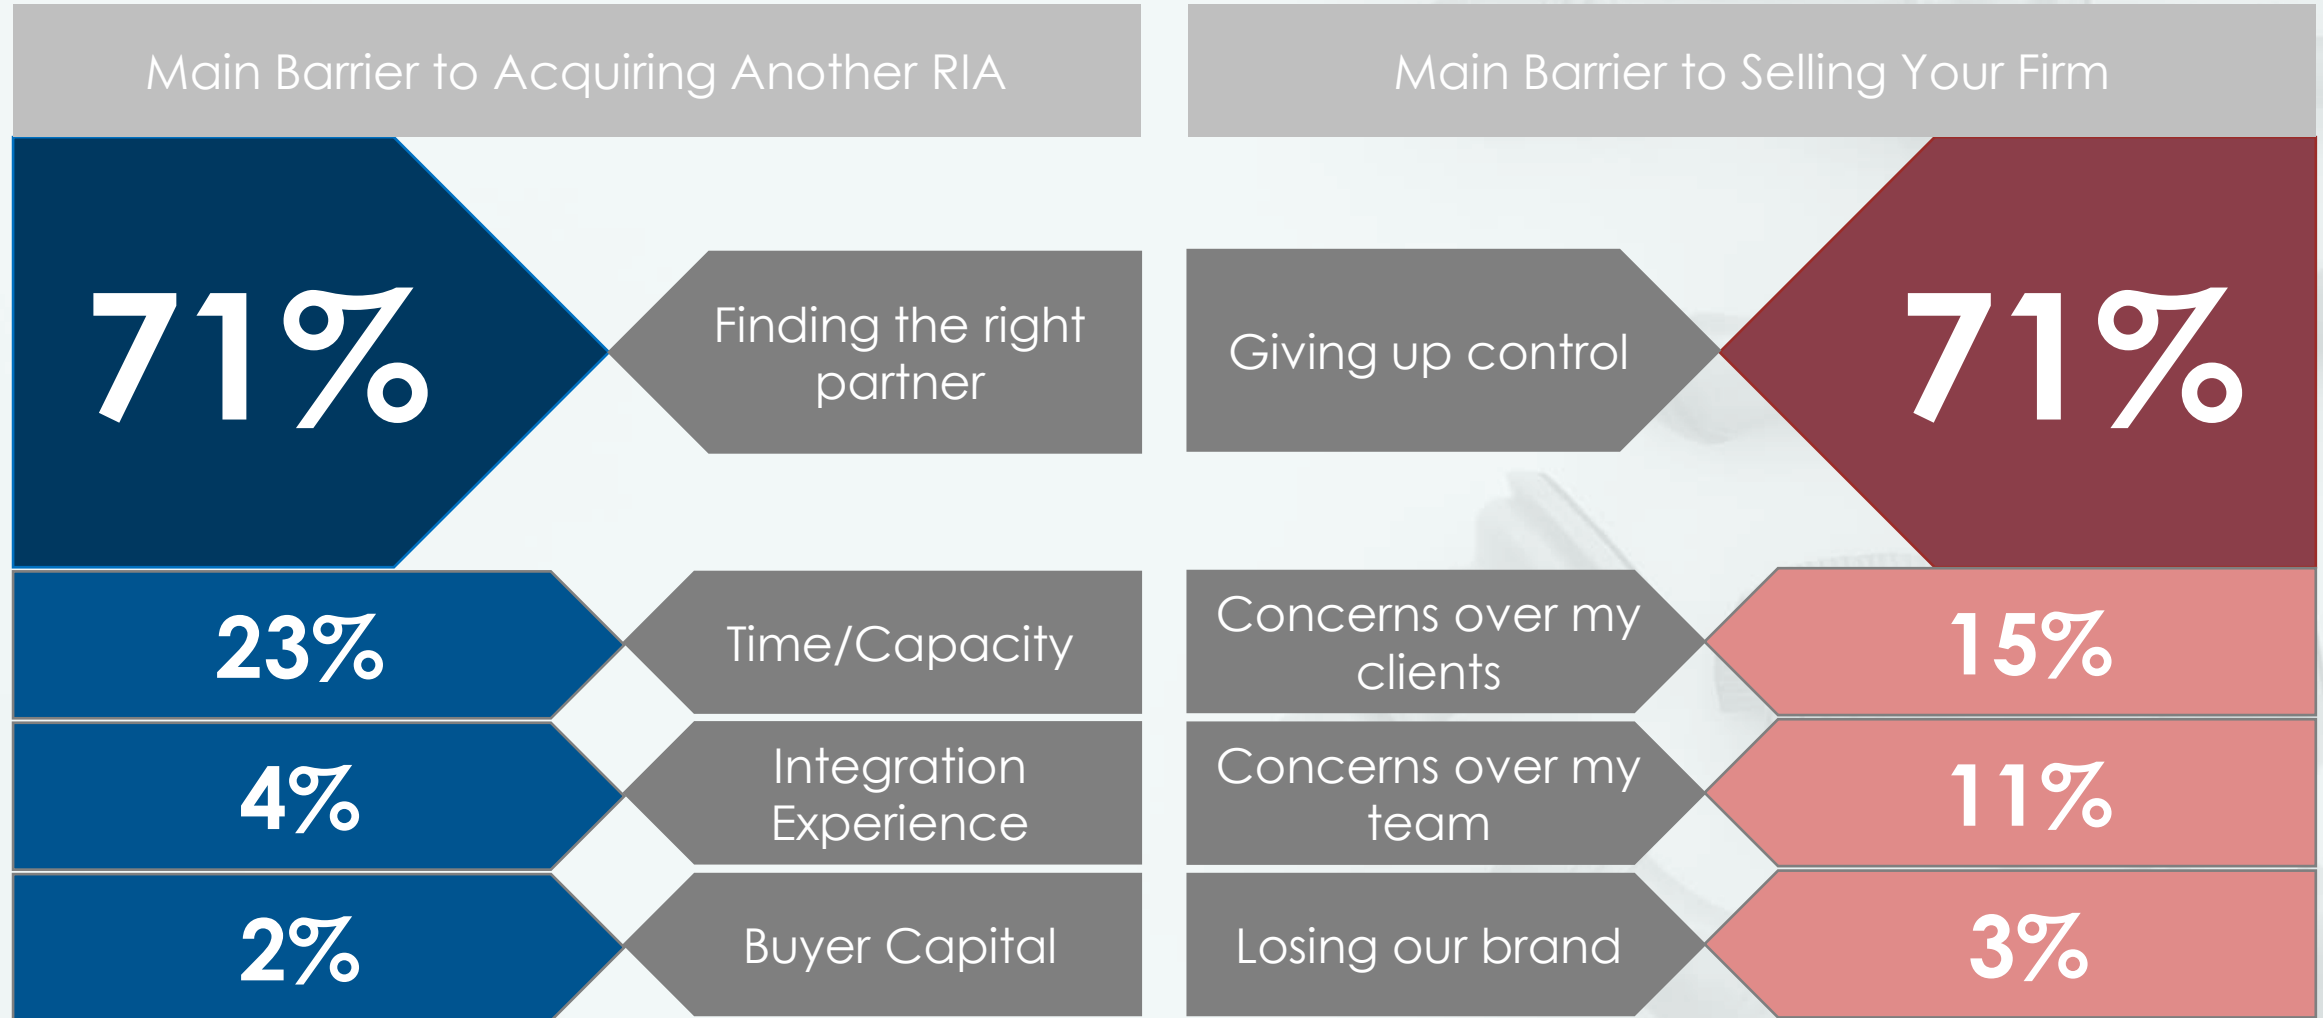 Main Barrier to Acquiring Another RIA
71%
Finding the right
partner
23%
Time/Capacity
4%
Integration
Experience
2%
Buyer Capital
Main Barrier to Selling Your Firm
Giving up control
71%
Concerns over my
clients
15%
Concerns over my
team
11%
Losing our brand
3%